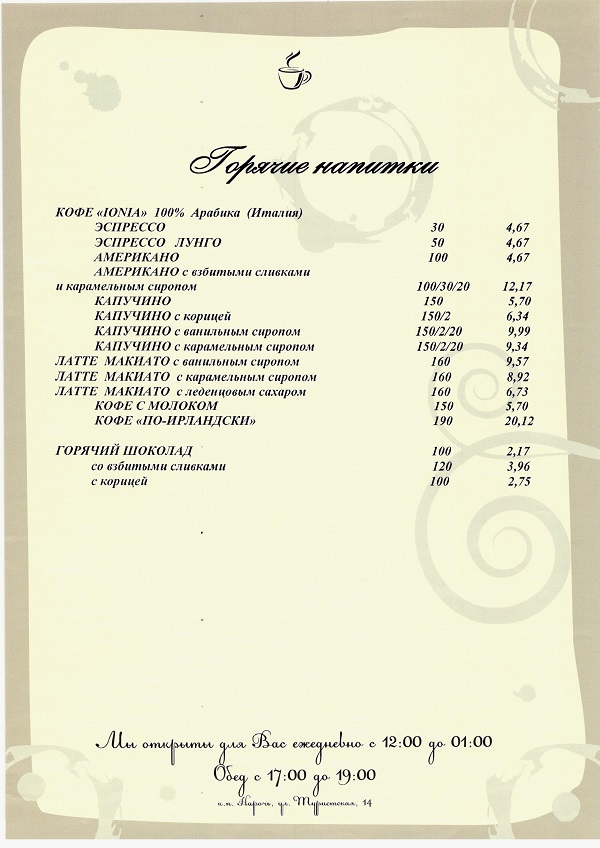 Горячие напитки
КОФЕ «IONIA» 100% Арабика (Италия)
ЭСПРЕССО 30 4,67
ЭСПРЕССО ЛУНГО 50 4,67
АМЕРИКАНО 100 4,67
АМЕРИКАНО с взбитыми сливками
и карамельным сиропом 100/30/20 12,17
КАПУЧИНО 150 5,70
КАПУЧИНО с корицей 150/2 6,34
КАПУЧИНО с ванильным сиропом 150/2/20 9,99
КАПУЧИНО с карамельным сиропом 150/2/20 9,34
ЛАТТЕ МАКИАТО с ванильным сиропом 160 9,57
ЛАТТЕ МАКИАТО с карамельным сиропом 160 8,92
ЛАТТЕ МАКИАТО с леденцовым сахаром 160 6,73
КОФЕ С МОЛОКОМ 150 5,70
КОФЕ «ПО-ИРЛАНДСКИ» 190 20,12
ГОРЯЧИЙ ШОКОЛАД 100 2,17
со взбитыми сливками 120 3,96
с корицей 100 2,75
Мы открыты для Вас ежедневно с 12:00 до 01:00
Обед с 17:00 до 19:00
к.п. Нарочь, ул. Туристская, 14